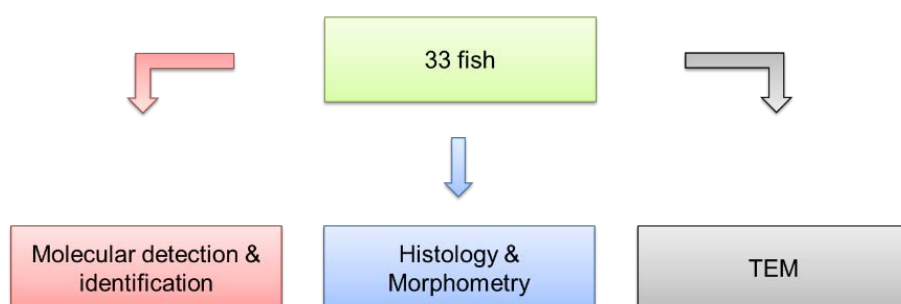 33 fish
Molecular detection &
identification
Histology &
Morphometry
TEM